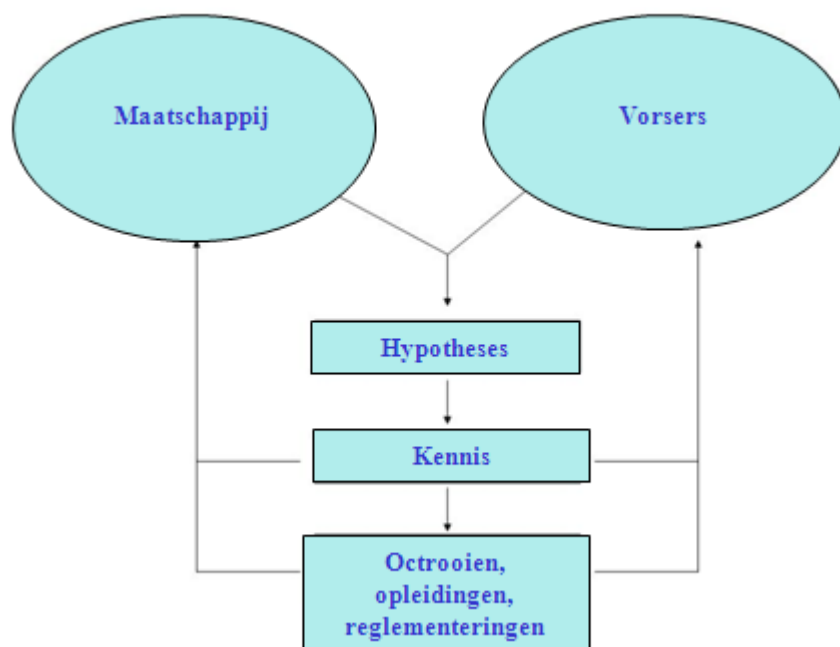 Maatschappij
Vorsers
Hypotheses
Kennis
Octrooien,
opleidingen,
reglementeringen